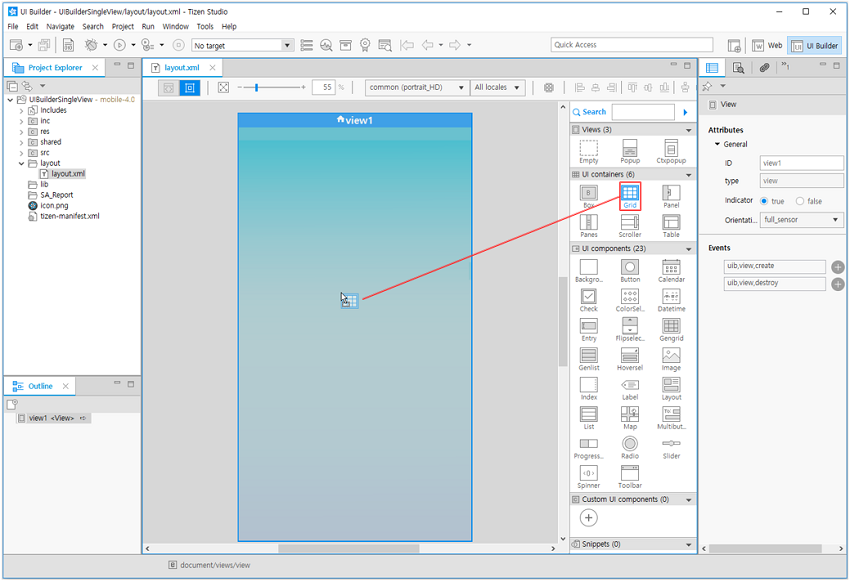 UI Builder - UIBuilderSingleView/layout/layout.xml - Tizen Studio
File Edit Navigate Search Project Run Window Tools Help
No target
Quick Access
Web
UI Builder
Project Explorer
UIBuilderSingleView - mobile-4.0
Includes
inc
res
shared
src
layout
layout.xml
lib
SA_Report
icon.png
tizen-manifest.xml
Outline
view1 <View>
layout.xml
55 %
common (portrait_HD)
All locales
view1
Search
Views (3)
Empty Popup Ctxpopup
UI containers (6)
Box Grid Panel
Panes Scroller Table
UI components (23)
Backgro... Button Calendar
Check ColorSel... Datetime
Entry Flipselec... Gengrid
Genlist Hoversel Image
Index Label Layout
List Map Multibut...
Progress... Radio Slider
Spinner Toolbar
Custom UI components (0)
Snippets (0)
View
Attributes
General
ID view1
type view
Indicator true false
Orientati... full_sensor
Events
uib,view,create
uib,view,destroy
document/views/view